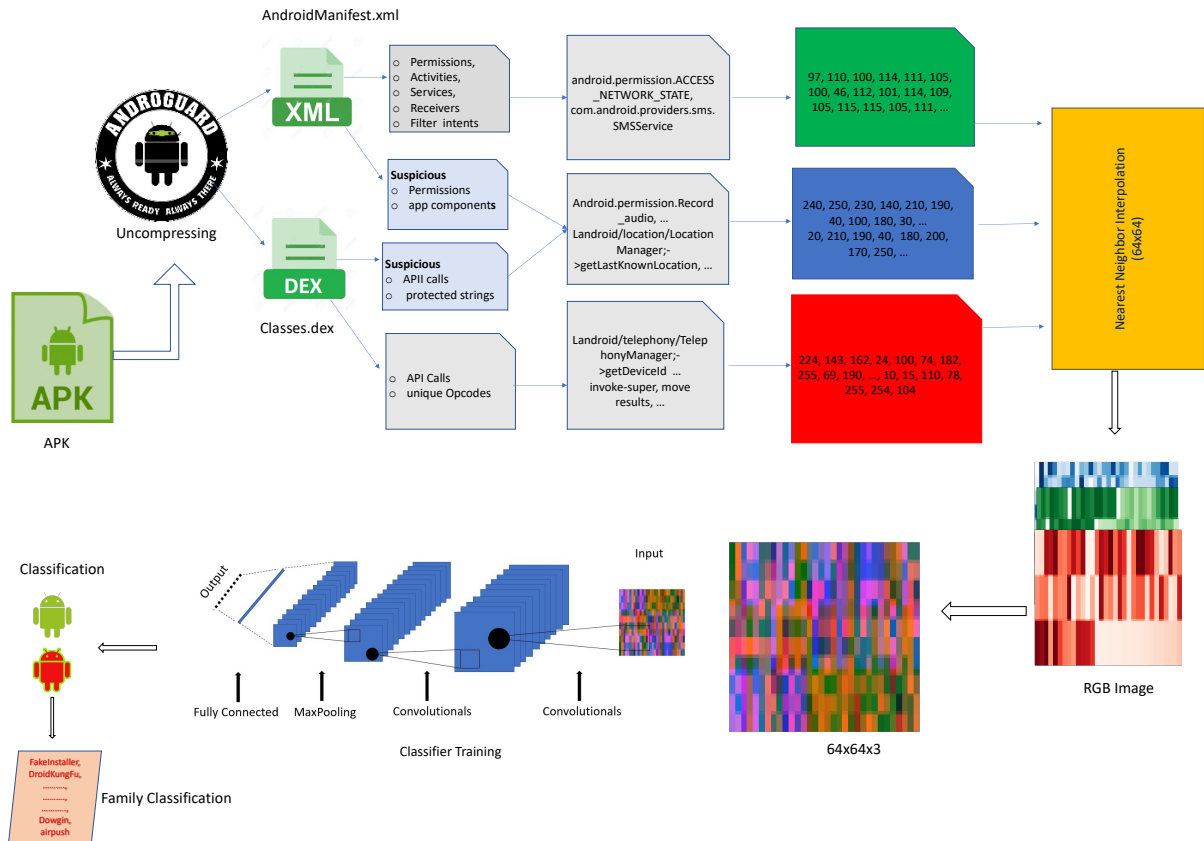 AndroidManifest.xml
XML
ANDROGUARD
ALWAYS READY ALWAYS THERE
Uncompressing
APK
APK
DEX
Classes.dex
o Permissions,
o Activities,
o Services,
o Receivers
o Filter intents
Suspicious
o Permissions
o app components
Suspicious
o APII calls
o protected strings
o API Calls
o unique Opcodes
android.permission.ACCESS
_NETWORK_STATE,
com.android.providers.sms.
SMSService
Android.permission.Record
_audio, ...
Landroid/location/Location
Manager;-
>getLastKnownLocation, ...
Landroid/telephony/Telep
honyManager;-
>getDeviceId ...
invoke-super, move
results, ...
97, 110, 100, 114, 111, 105,
100, 46, 112, 101, 114, 109,
105, 115, 115, 105, 111, ...
240, 250, 230, 140, 210, 190,
40, 100, 180, 30, ...
20, 210, 190, 40, 180, 200,
170, 250, ...
224, 143, 162, 24, 100, 74, 182,
255, 69, 190, ..., 10, 15, 110, 78,
255, 254, 104
Nearest Neighbor Interpolation
(64x64)
RGB Image
64x64x3
Input
Output
Fully Connected
MaxPooling
Convolutionals
Convolutionals
Classifier Training
Classification
FakeInstaller,
DroidKungFu,
..........,
..........,
..........,
Dowgin,
airpush
Family Classification